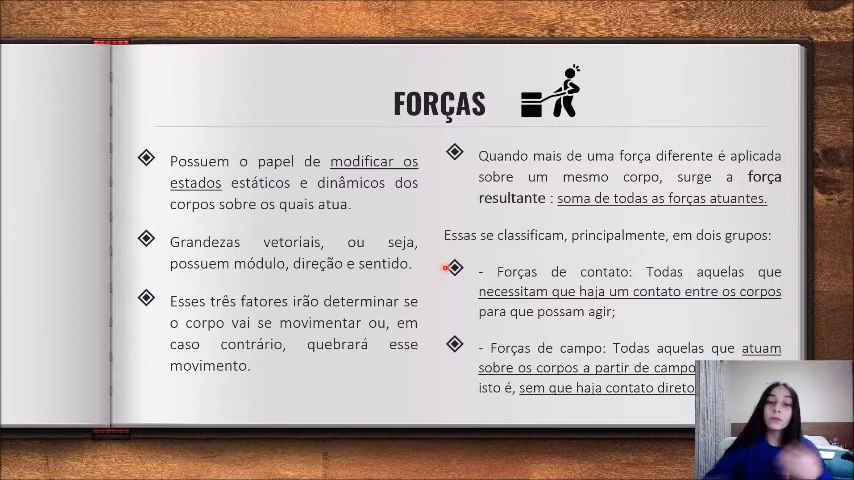 FORÇAS
Possuem o papel de modificar os
estados estáticos e dinâmicos dos
corpos sobre os quais atua.
Grandezas vetoriais, ou seja,
possuem módulo, direção e sentido.
Esses três fatores irão determinar se
o corpo vai se movimentar ou, em
caso contrário, quebrará esse
movimento.
Quando mais de uma força diferente é aplicada
sobre um mesmo corpo, surge a força
resultante : soma de todas as forças atuantes.
Essas se classificam, principalmente, em dois grupos:
- Forças de contato: Todas aquelas que
necessitam que haja um contato entre os corpos
para que possam agir;
- Forças de campo: Todas aquelas que atuam
sobre os corpos a partir de campo
isto é, sem que haja contato direto